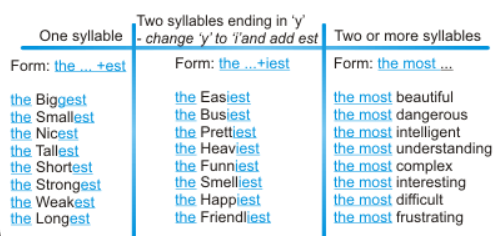 One syllable
Two syllables ending in 'y'
- change 'y' to 'i'and add est
Two or more syllables
Form: the ... +est
Form: the ...+iest
Form: the most ...
the Biggest
the Smallest
the Nicest
the Tallest
the Shortest
the Strongest
the Weakest
the Longest
the Easiest
the Busiest
the Prettiest
the Heaviest
the Funniest
the Smelliest
the Happiest
the Friendliest
the most beautiful
the most dangerous
the most intelligent
the most understanding
the most complex
the most interesting
the most difficult
the most frustrating